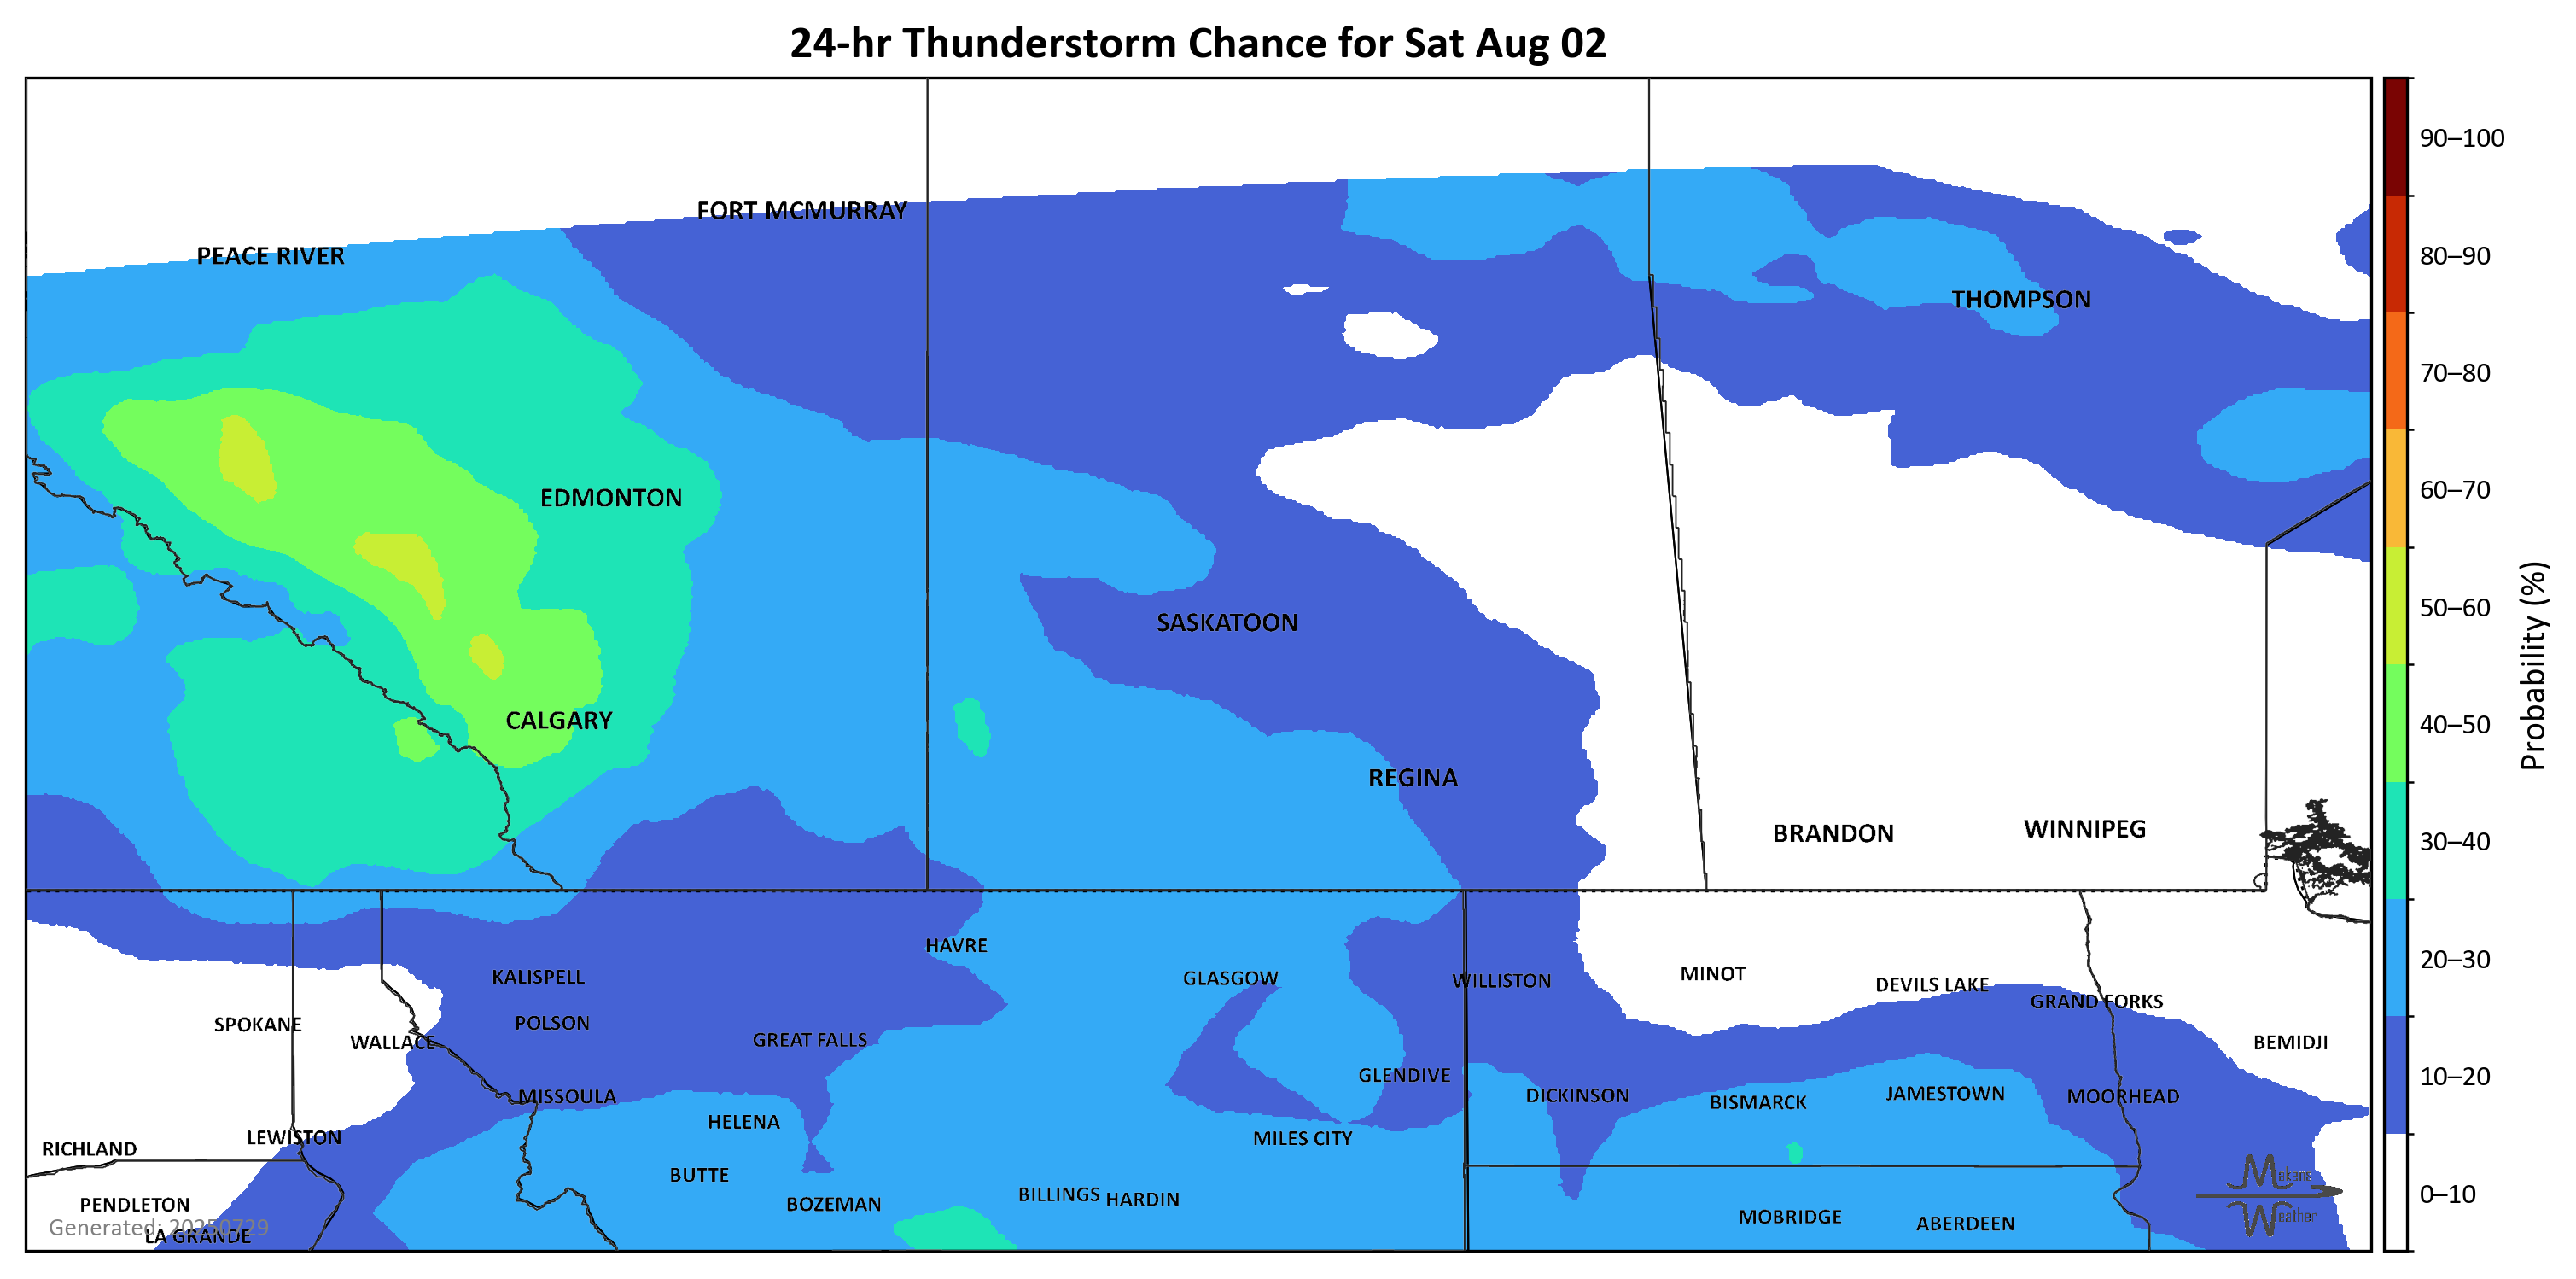 24-hr Thunderstorm Chance for Sat Aug 02
90–100
FORT MCMURRAY
PEACE RIVER
80–90
THOMPSON
70–80
60–70
EDMONTON
50–60
SASKATOON
Probability (%)
CALGARY
40–50
REGINA
WINNIPEG
BRANDON
30–40
HAVRE
20–30
MINOT
KALISPELL
GLASGOW
WILLISTON
DEVILS LAKE
GRAND FORKS
SPOKANE
POLSON
GREAT FALLS
WALLACE
BEMIDJI
GLENDIVE
10–20
JAMESTOWN
DICKINSON
MISSOULA
MOORHEAD
BISMARCK
HELENA
LEWISTON
MILES CITY
RICHLAND
BUTTE
Mekens
BILLINGS
0–10
HARDIN
PENDLETON
BOZEMAN
Weather
MOBRIDGE
ABERDEEN
Generated: 20250729
LA GRANDE